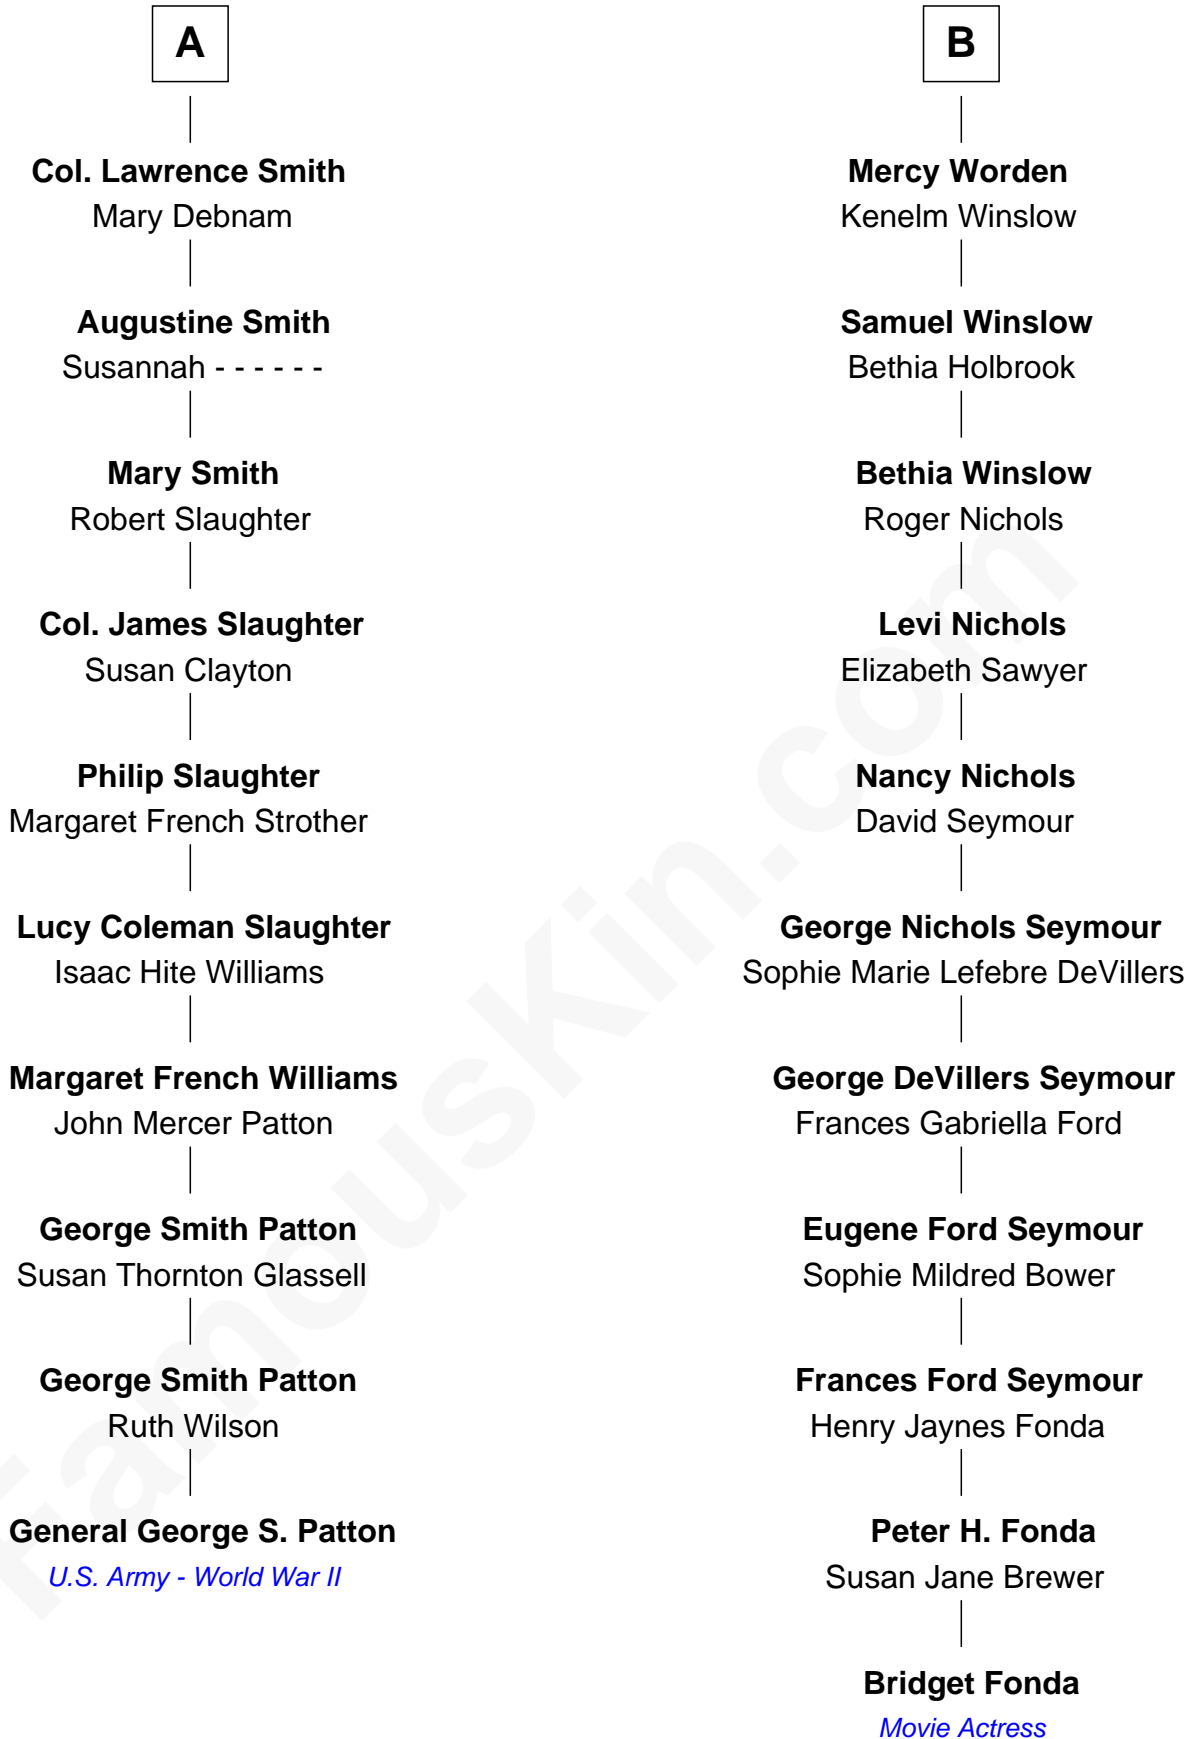 A
Col. Lawrence Smith
Mary Debnam
Augustine Smith
Susannah - - - - - -
Mary Smith
Robert Slaughter
Col. James Slaughter
Susan Clayton
Philip Slaughter
Margaret French Strother
Lucy Coleman Slaughter
Isaac Hite Williams
Margaret French Williams
John Mercer Patton
George Smith Patton
Susan Thornton Glassell
George Smith Patton
Ruth Wilson
General George S. Patton
U.S. Army - World War II
B
Mercy Worden
Kenelm Winslow
Samuel Winslow
Bethia Holbrook
Bethia Winslow
Roger Nichols
Levi Nichols
Elizabeth Sawyer
Nancy Nichols
David Seymour
George Nichols Seymour
Sophie Marie Lefebre DeVillers
George DeVillers Seymour
Frances Gabriella Ford
Eugene Ford Seymour
Sophie Mildred Bower
Frances Ford Seymour
Henry Jaynes Fonda
Peter H. Fonda
Susan Jane Brewer
Bridget Fonda
Movie Actress
FamousKin.com